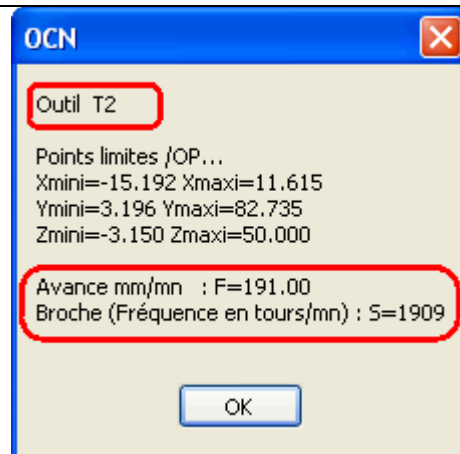 OCN
Outil T2
Points limites /OP...
Xmini=-15.192 Xmaxi=11.615
Ymini=3.196 Ymaxi=82.735
Zmini=-3.150 Zmaxi=50.000
Avance mm/mn : F=191.00
Broche (Fréquence en tours/mn) : S=1909
OK